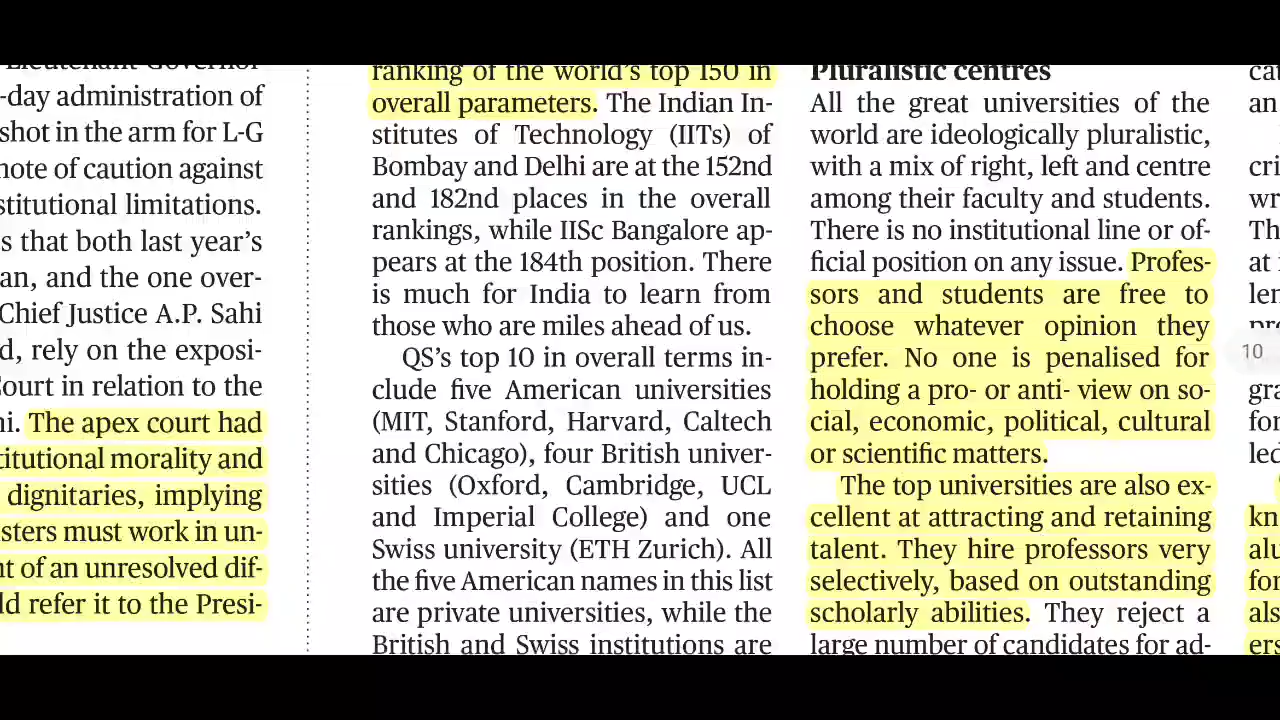 -day administration of
shot in the arm for L-G
note of caution against
stitutional limitations.
s that both last year's
an, and the one over-
Chief Justice A.P. Sahi
d, rely on the exposi-
Court in relation to the
ni. The apex court had
titutional morality and
dignitaries, implying
sters must work in un-
nt of an unresolved dif-
ld refer it to the Presi-
ranking of the world's top 150 in
overall parameters. The Indian In-
stitutes of Technology (IITs) of
Bombay and Delhi are at the 152nd
and 182nd places in the overall
rankings, while IISc Bangalore ap-
pears at the 184th position. There
is much for India to learn from
those who are miles ahead of us.
QS's top 10 in overall terms in-
clude five American universities
(MIT, Stanford, Harvard, Caltech
and Chicago), four British univer-
sities (Oxford, Cambridge, UCL
and Imperial College) and one
Swiss university (ETH Zurich). All
the five American names in this list
are private universities, while the
British and Swiss institutions are
Pluralistic centres
All the great universities of the
world are ideologically pluralistic,
with a mix of right, left and centre
among their faculty and students.
There is no institutional line or of-
ficial position on any issue. Profes-
sors and students are free to
choose whatever opinion they
prefer. No one is penalised for
holding a pro- or anti- view on so-
cial, economic, political, cultural
or scientific matters.
The top universities are also ex-
cellent at attracting and retaining
talent. They hire professors very
selectively, based on outstanding
scholarly abilities. They reject a
large number of candidates for ad-
10